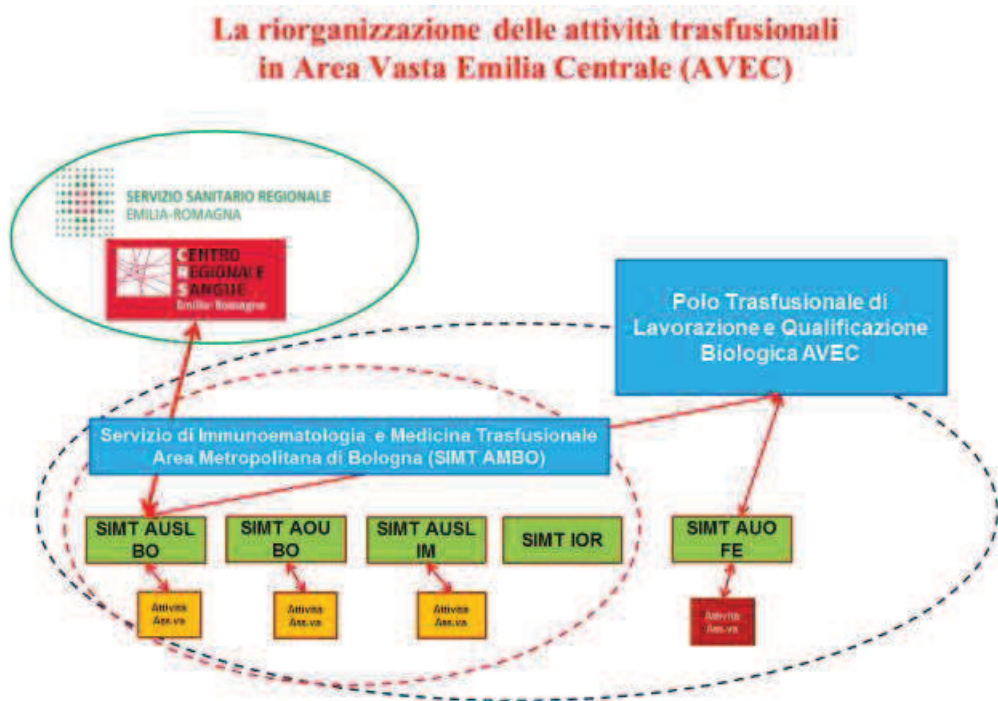 La riorganizzazione delle attività trasfusionali
in Area Vasta Emilia Centrale (AVEC)
SERVIZIO SANITARIO REGIONALE
EMILIA-ROMAGNA
CENTRO
REGIONALE
SANGUE
Emilia-Romagna
Polo Trasfusionale di
Lavorazione e Qualificazione
Biologica AVEC
Servizio di Immunoematologia e Medicina Trasfusionale
Area Metropolitana di Bologna (SIMT AMBO)
SIMT AUSL
BO
SIMT AOU
BO
SIMT AUSL
IM
SIMT IOR
SIMT AUO
FE
Attività
Ass.va
Attività
Ass.va
Attività
Ass.va
Attività
Ass.va